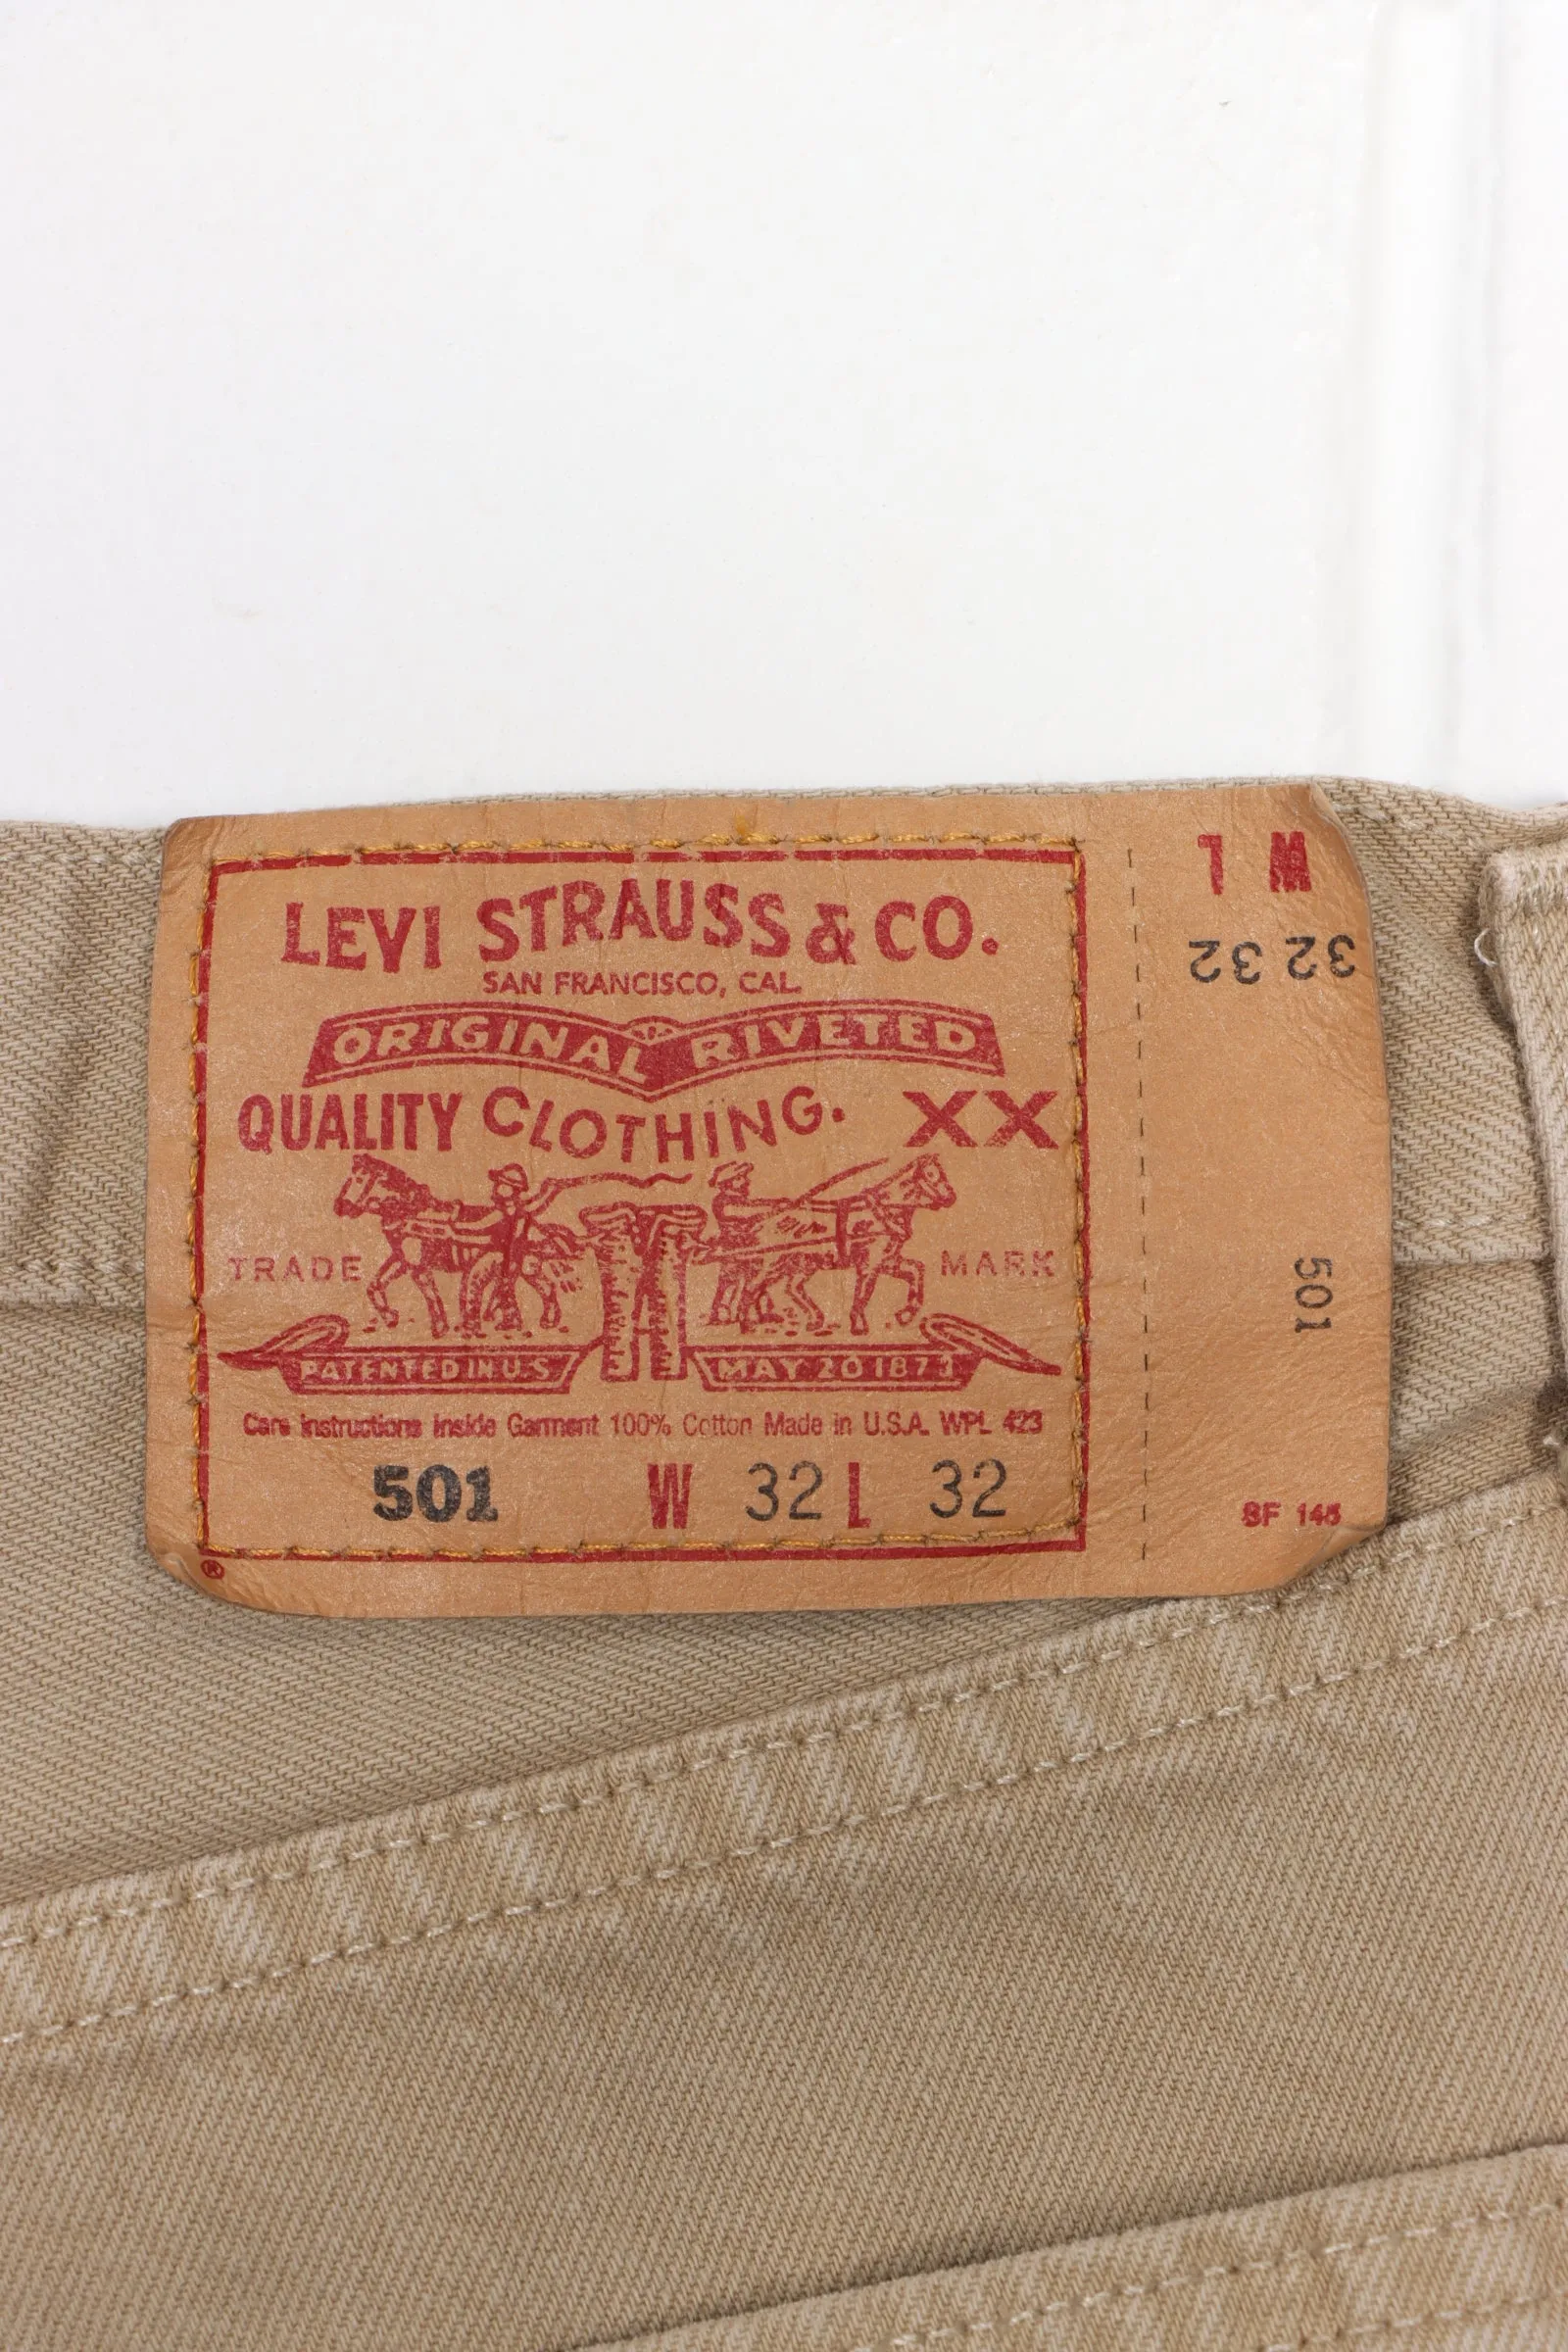 LEVI STRAUSS & CO.
SAN FRANCISCO, CAL.
ORIGINAL RIVETED
QUALITY CLOTHING. XX
TRADE MARK
PATENTED IN U.S. MAY 20 1873
Care Instructions Inside Garment 100% Cotton Made in U.S.A. WPL 423
501 W 32 L 32
®
W L
32 32
501
SF 146